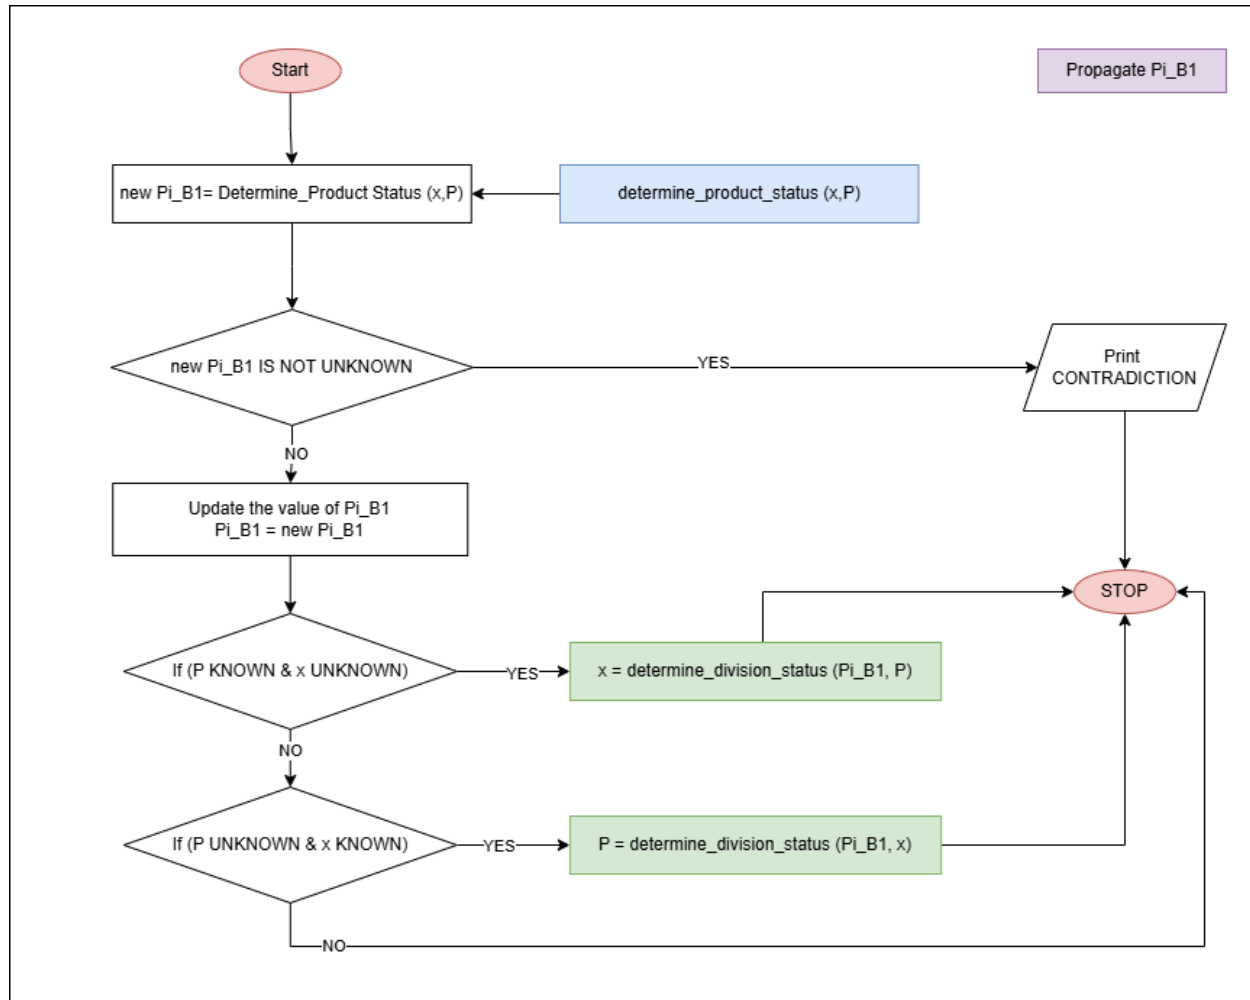 Start
Propagate Pi_B1
new Pi_B1= Determine_Product Status (x,P)
determine_product_status (x,P)
new Pi_B1 IS NOT UNKNOWN
YES
Print
CONTRADICTION
NO
Update the value of Pi_B1
Pi_B1 = new Pi_B1
STOP
If (P KNOWN & x UNKNOWN)
YES
x = determine_division_status (Pi_B1, P)
NO
If (P UNKNOWN & x KNOWN)
YES
P = determine_division_status (Pi_B1, x)
NO